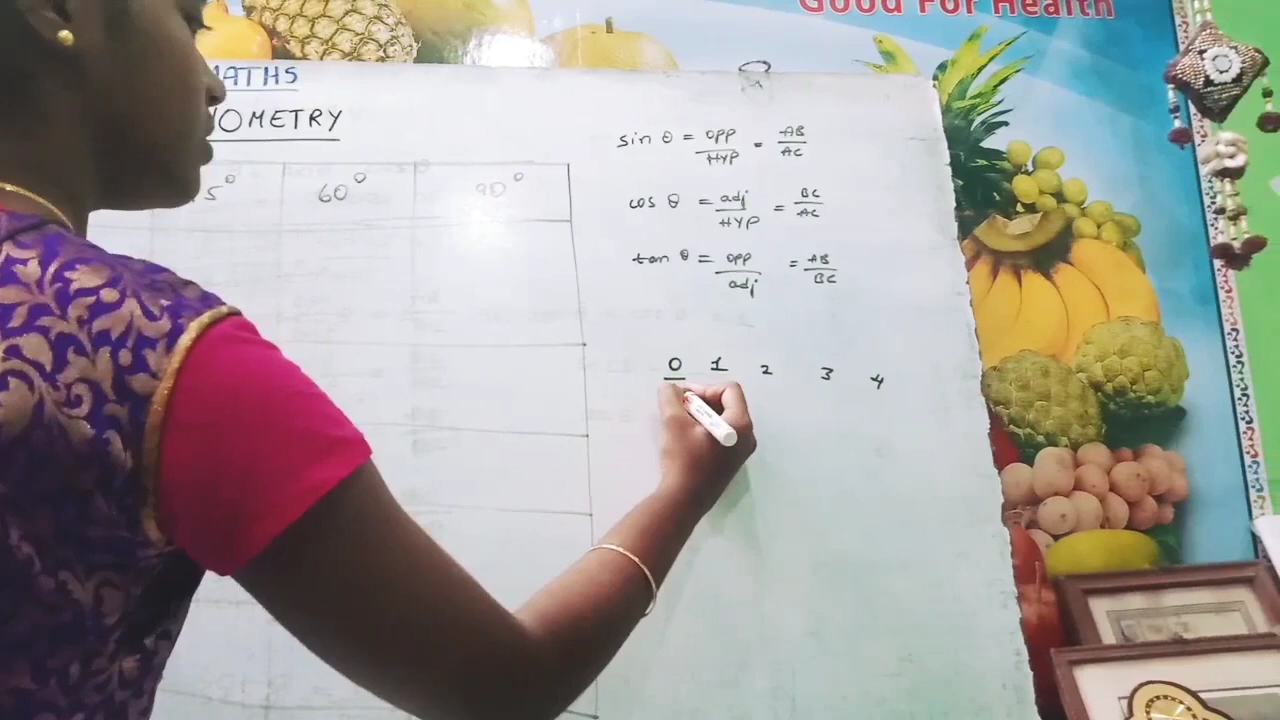 Good For Health
MATHS
NOMETRY
5° 60° 90°
sin θ = OPP/HYP = AB/AC
cos θ = adj/HYP = BC/AC
tan θ = OPP/adj = AB/BC
0 1 2 3 4